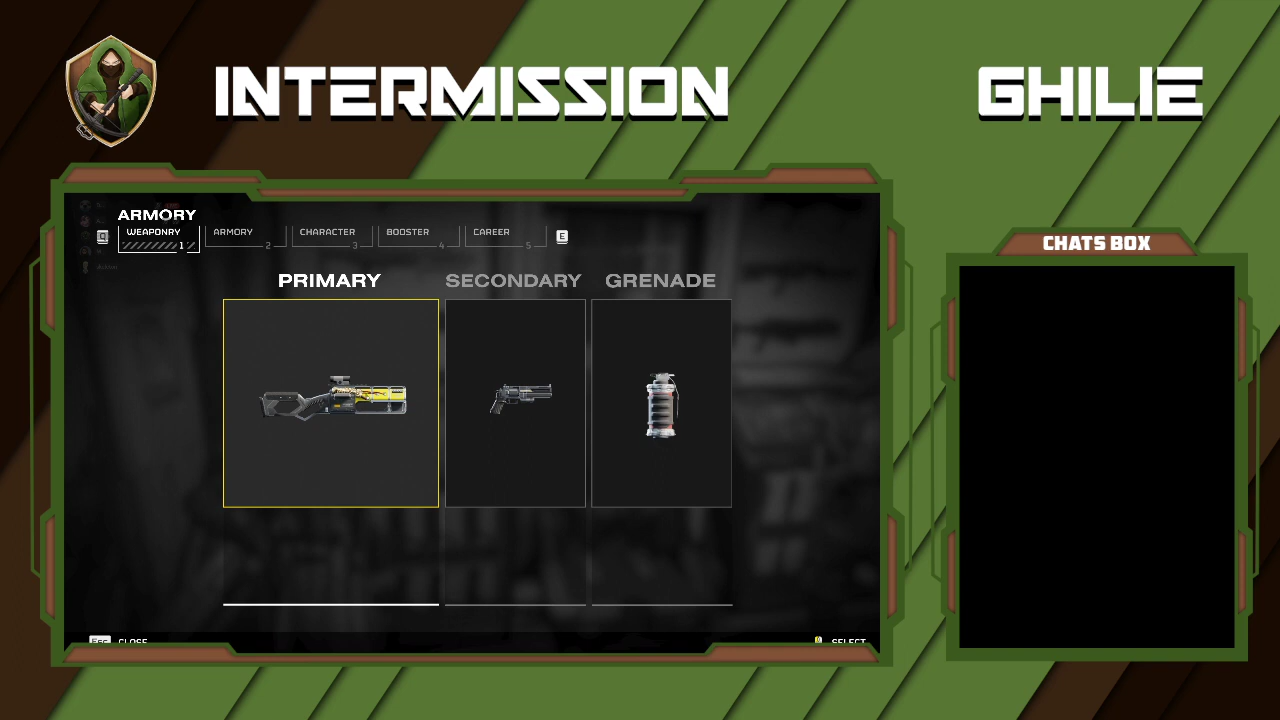 INTERMISSION
GHILIE
ARMORY
Q
WEAPONRY 1
ARMORY 2
CHARACTER 3
BOOSTER 4
CAREER 5
E
CHATS BOX
PRIMARY
SECONDARY
GRENADE
Esc CLOSE
SELECT